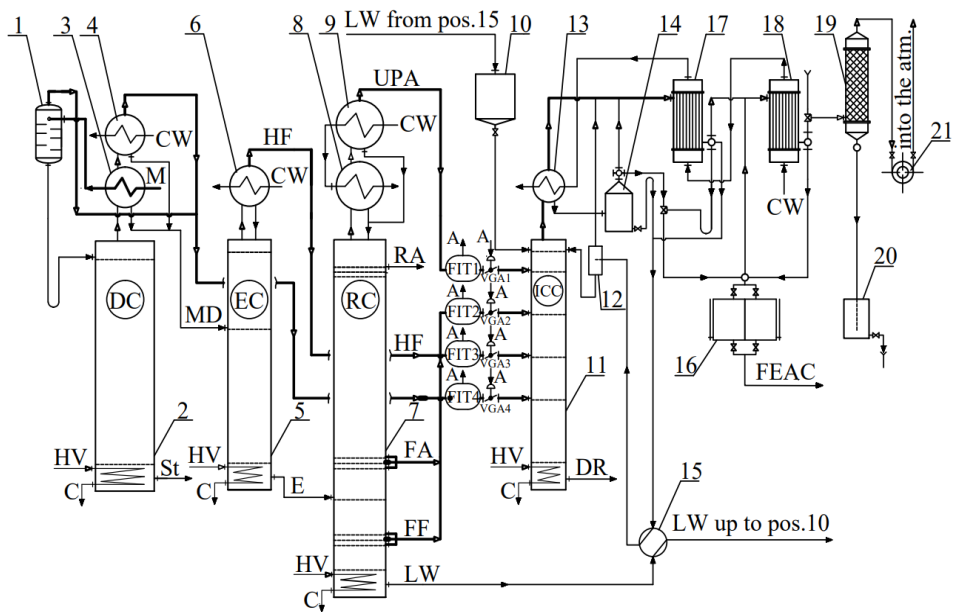 LW from pos.15
1
3
4
6
8
9
10
13
14
17
18
19
21
into the atm.
UPA
CW
HF
CW
CW
M
CW
A
A
RA
FIT1
VGA1
DC
EC
RC
ICC
12
MD
A
A
FIT2
VGA2
20
HF
A
A
FIT3
VGA3
16
11
A
A
FIT4
VGA4
FEAC
2
5
7
HV
St
HV
FA
HV
DR
15
C
C
E
C
LW up to pos.10
FF
HV
LW
C